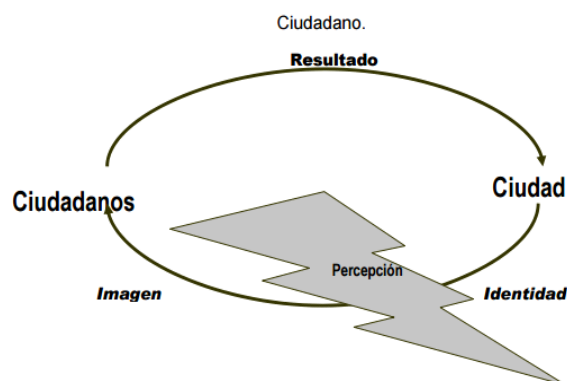 Ciudadano.
Resultado
Ciudadanos
Ciudad
Percepción
Imagen
Identidad